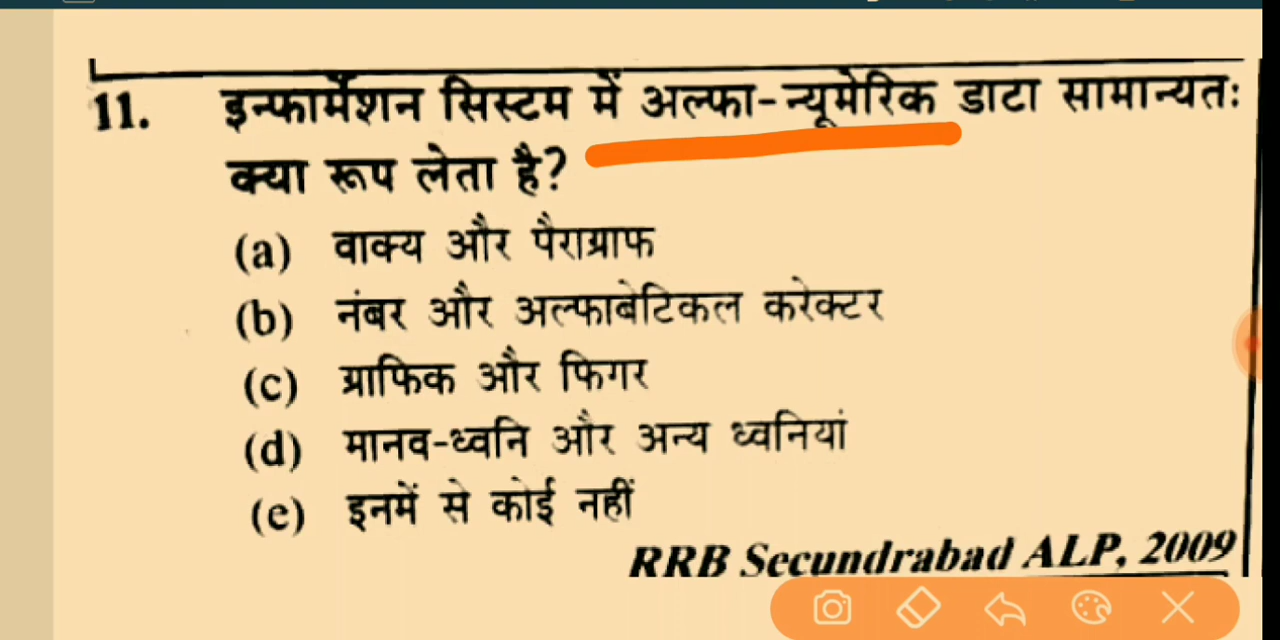 11. इन्फार्मेशन सिस्टम में अल्फा-न्यूमेरिक डाटा सामान्यतः
क्या रूप लेता है?
(a) वाक्य और पैराग्राफ
(b) नंबर और अल्फाबेटिकल करेक्टर
(c) ग्राफिक और फिगर
(d) मानव-ध्वनि और अन्य ध्वनियां
(e) इनमें से कोई नहीं
RRB Secundrabad ALP, 2009